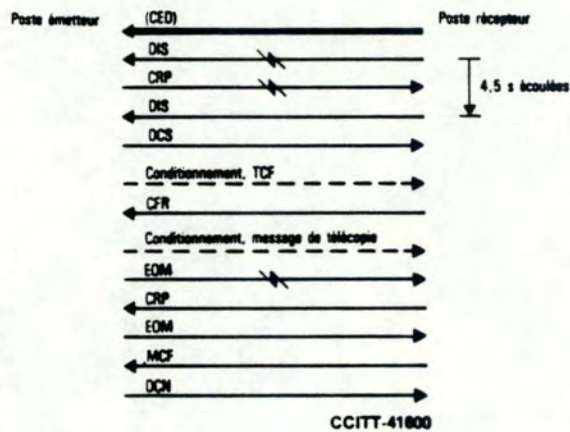 Poste émetteur (CED) Poste récepteur
DIS
CRP
4,5 s écoulées
DIS
DCS
Conditionnement, TCF
CFR
Conditionnement, message de télécopie
EOM
CRP
EOM
MCF
DCN
CCITT-41600